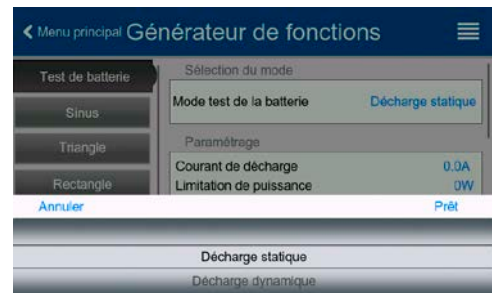 Menu principal Générateur de fonctions
Test de batterie
Sélection du mode
Mode test de la batterie Décharge statique
Sinus
Triangle
Paramétrage
Courant de décharge 0.0A
Rectangle
Limitation de puissance 0W
Annuler Prêt
Décharge statique
Décharge dynamique